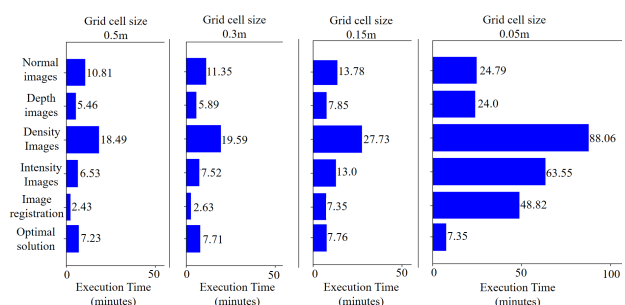 Grid cell size
0.5m
Grid cell size
0.3m
Grid cell size
0.15m
Grid cell size
0.05m
Normal
images
10.81
11.35
13.78
24.79
Depth
images
5.46
5.89
7.85
24.0
Density
Images
18.49
19.59
27.73
88.06
Intensity
Images
6.53
7.52
13.0
63.55
Image
registration
2.43
2.63
7.35
48.82
Optimal
solution
7.23
7.71
7.76
7.35
0 50
0 50
0 50
0 50 100
Execution Time
(minutes)
Execution Time
(minutes)
Execution Time
(minutes)
Execution Time
(minutes)